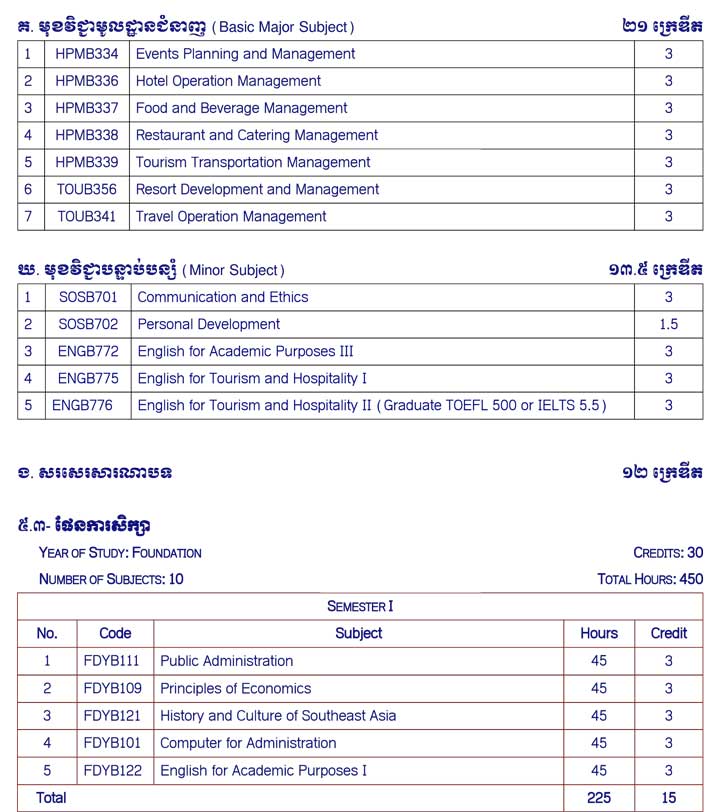 គ. មុខវិជ្ជាមូលដ្ឋានជំនាញ (Basic Major Subject) ២១ ក្រេឌីត
1 HPMB334 Events Planning and Management 3
2 HPMB336 Hotel Operation Management 3
3 HPMB337 Food and Beverage Management 3
4 HPMB338 Restaurant and Catering Management 3
5 HPMB339 Tourism Transportation Management 3
6 TOUB356 Resort Development and Management 3
7 TOUB341 Travel Operation Management 3
ឃ. មុខវិជ្ជាបន្ទាប់បន្សំ (Minor Subject) ១៣.៥ ក្រេឌីត
1 SOSB701 Communication and Ethics 3
2 SOSB702 Personal Development 1.5
3 ENGB772 English for Academic Purposes III 3
4 ENGB775 English for Tourism and Hospitality I 3
5 ENGB776 English for Tourism and Hospitality II (Graduate TOEFL 500 or IELTS 5.5) 3
ង. សរសេរសារណាបទ ១២ ក្រេឌីត
៥.៣- ផែនការសិក្សា
YEAR OF STUDY: FOUNDATION CREDITS: 30
NUMBER OF SUBJECTS: 10 TOTAL HOURS: 450
SEMESTER I
No. Code Subject Hours Credit
1 FDYB111 Public Administration 45 3
2 FDYB109 Principles of Economics 45 3
3 FDYB121 History and Culture of Southeast Asia 45 3
4 FDYB101 Computer for Administration 45 3
5 FDYB122 English for Academic Purposes I 45 3
Total 225 15